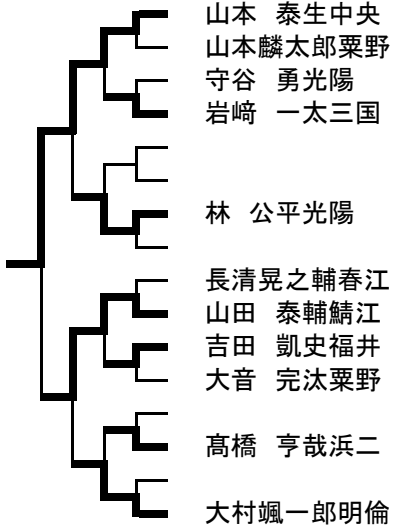 山本　泰生中央
山本麟太郎粟野
守谷　勇光陽
岩﨑　一太三国
林　公平光陽
長清晃之輔春江
山田　泰輔鯖江
吉田　凱史福井
大音　完汰粟野
髙橋　亨哉浜二
大村颯一郎明倫